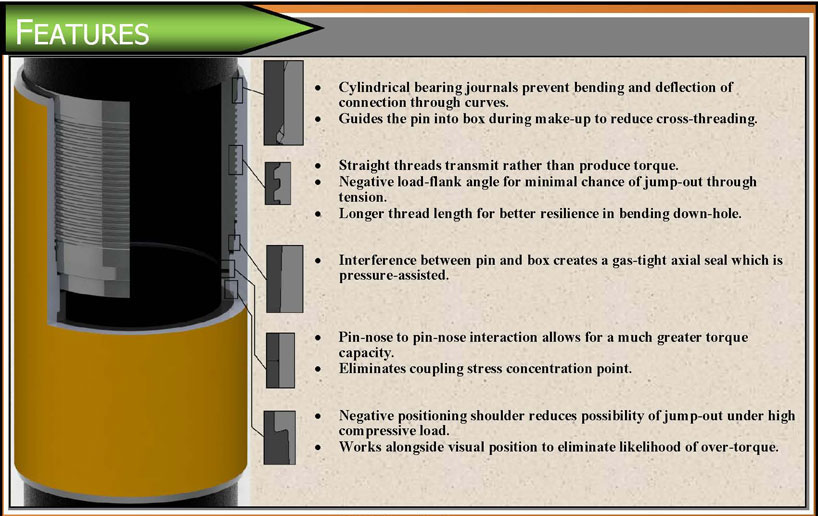 FEATURES
• Cylindrical bearing journals prevent bending and deflection of
connection through curves.
• Guides the pin into box during make-up to reduce cross-threading.
• Straight threads transmit rather than produce torque.
• Negative load-flank angle for minimal chance of jump-out through
tension.
• Longer thread length for better resilience in bending down-hole.
• Interference between pin and box creates a gas-tight axial seal which is
pressure-assisted.
• Pin-nose to pin-nose interaction allows for a much greater torque
capacity.
• Eliminates coupling stress concentration point.
• Negative positioning shoulder reduces possibility of jump-out under high
compressive load.
• Works alongside visual position to eliminate likelihood of over-torque.